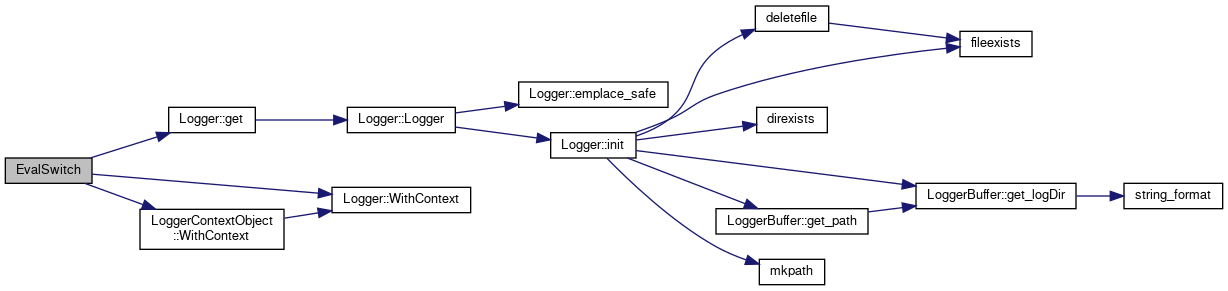 EvalSwitch
Logger::get
LoggerContextObject
::WithContext
Logger::Logger
Logger::WithContext
Logger::emplace_safe
Logger::init
deletefile
direxists
LoggerBuffer::get_path
mkpath
fileexists
LoggerBuffer::get_logDir
string_format